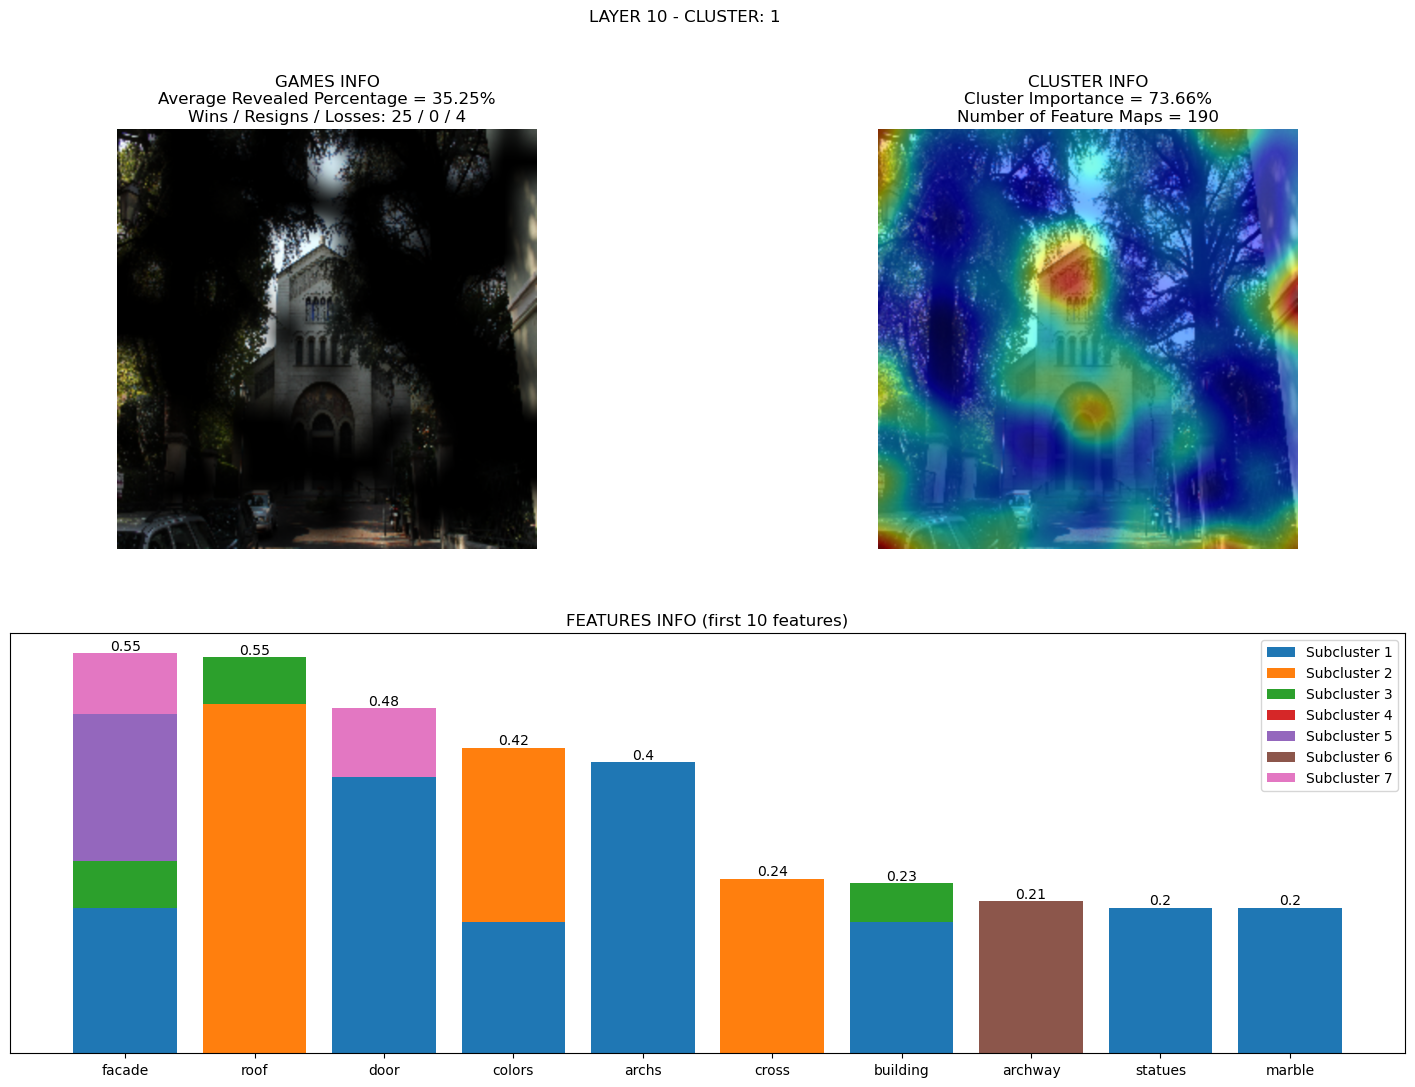 LAYER 10 - CLUSTER: 1
GAMES INFO
Average Revealed Percentage = 35.25%
Wins / Resigns / Losses: 25 / 0 / 4
CLUSTER INFO
Cluster Importance = 73.66%
Number of Feature Maps = 190
FEATURES INFO (first 10 features)
0.55
0.55
0.48
0.42
0.4
0.24
0.23
0.21
0.2
0.2
Subcluster 1
Subcluster 2
Subcluster 3
Subcluster 4
Subcluster 5
Subcluster 6
Subcluster 7
facade
roof
door
colors
archs
cross
building
archway
statues
marble